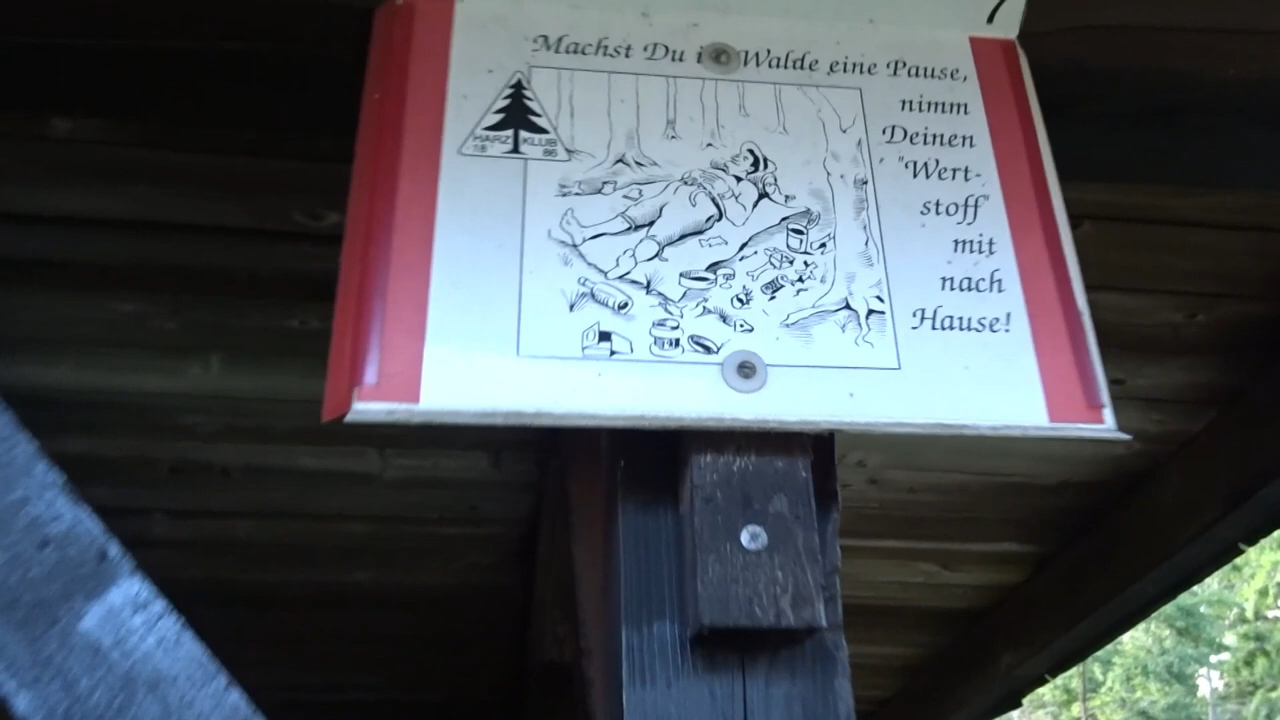 Machst Du i Walde eine Pause,
nimm
Deinen
"Wert-
stoff"
mit
nach
Hause!
HARZ KLUB
18 86